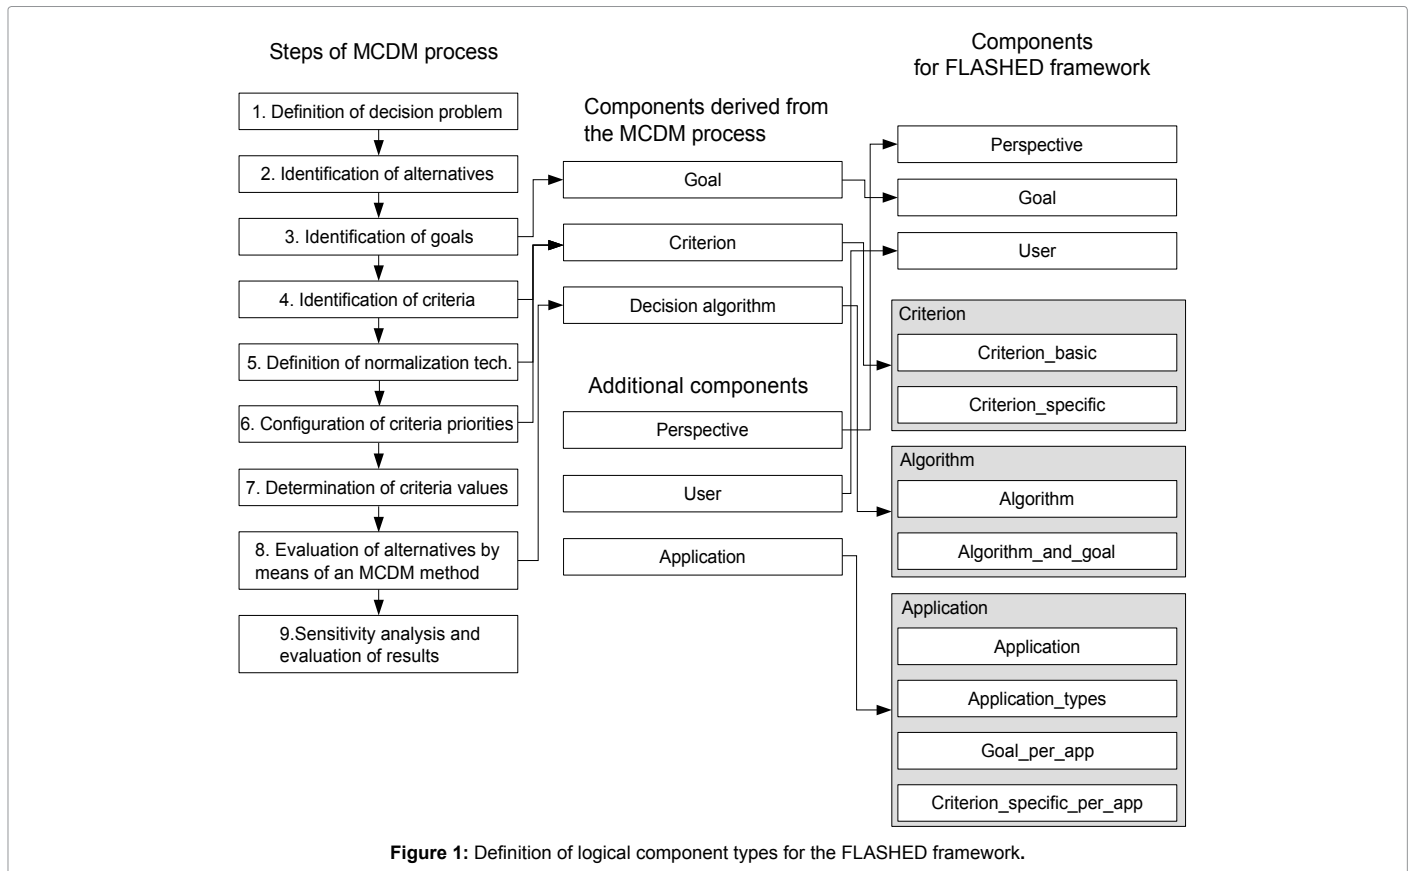 Steps of MCDM process
1. Definition of decision problem
2. Identification of alternatives
3. Identification of goals
4. Identification of criteria
5. Definition of normalization tech.
6. Configuration of criteria priorities
7. Determination of criteria values
8. Evaluation of alternatives by
means of an MCDM method
9.Sensitivity analysis and
evaluation of results
Components derived from
the MCDM process
Goal
Criterion
Decision algorithm
Additional components
Perspective
User
Application
Components
for FLASHED framework
Perspective
Goal
User
Criterion
Criterion_basic
Criterion_specific
Algorithm
Algorithm
Algorithm_and_goal
Application
Application
Application_types
Goal_per_app
Criterion_specific_per_app
Figure 1: Definition of logical component types for the FLASHED framework.